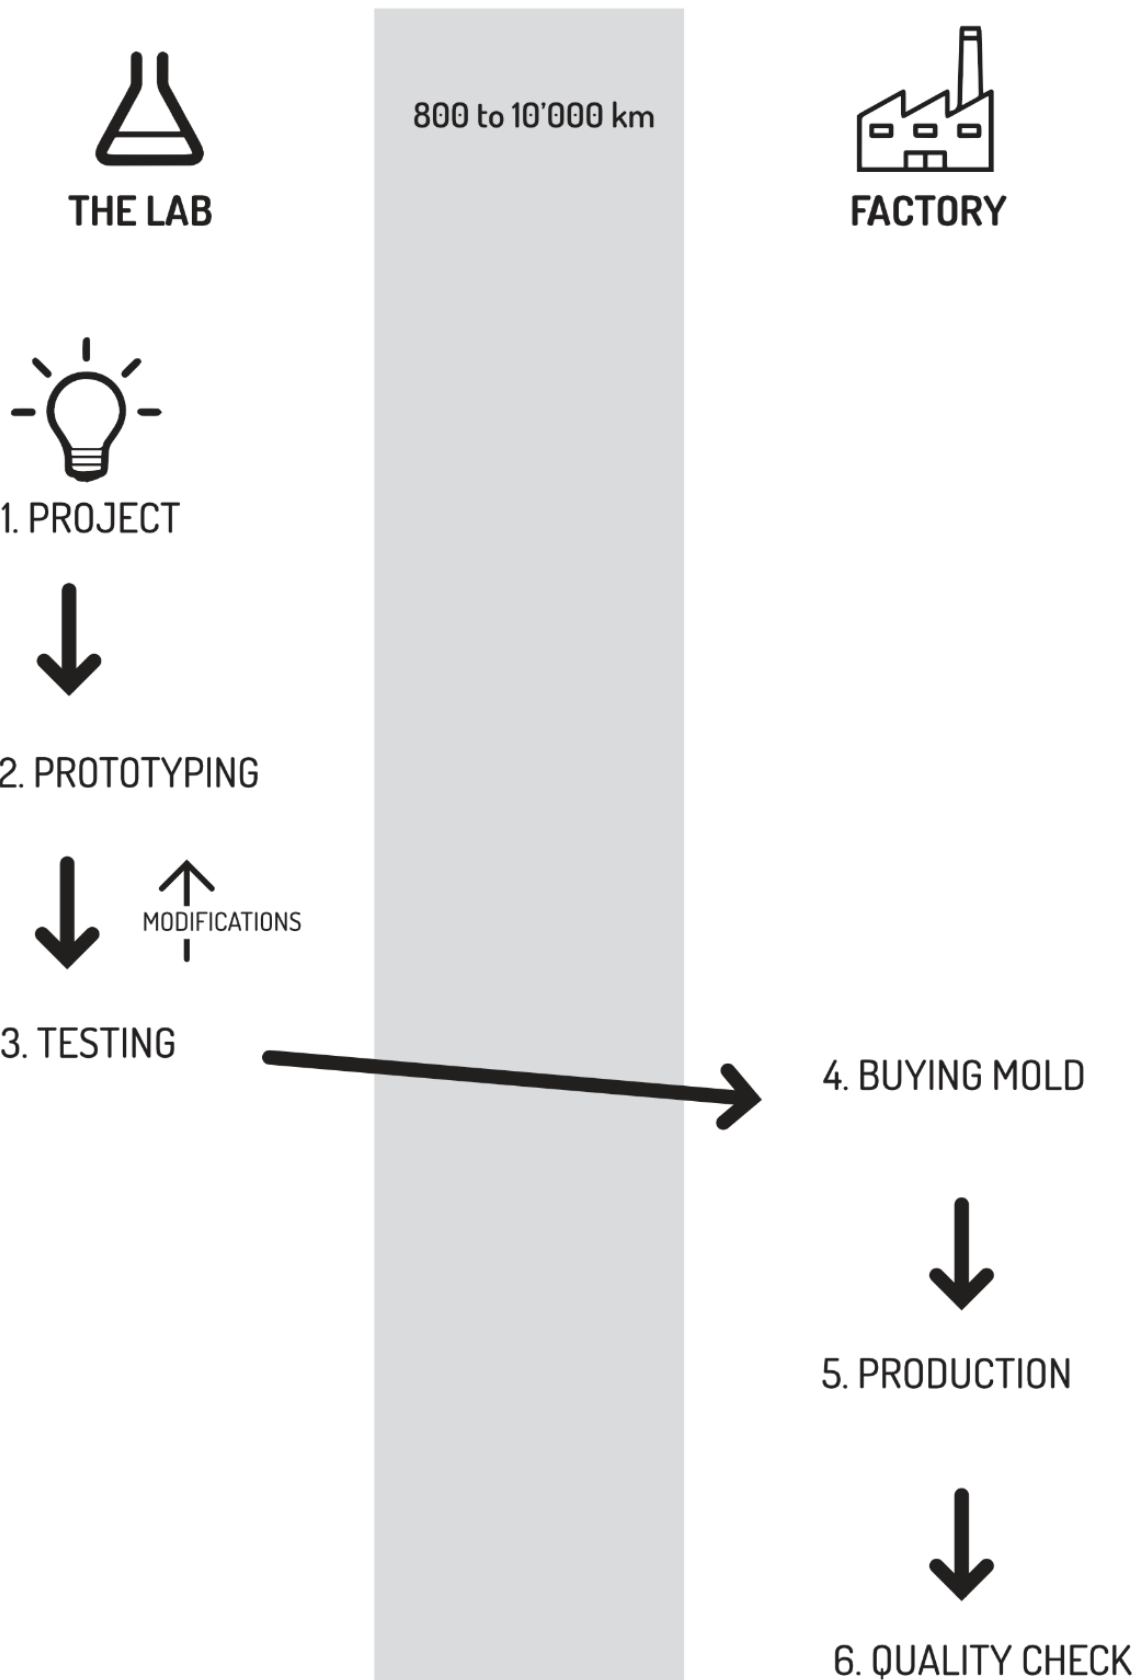 800 to 10'000 km
THE LAB
FACTORY
1. PROJECT
2. PROTOTYPING
MODIFICATIONS
3. TESTING
4. BUYING MOLD
5. PRODUCTION
6. QUALITY CHECK